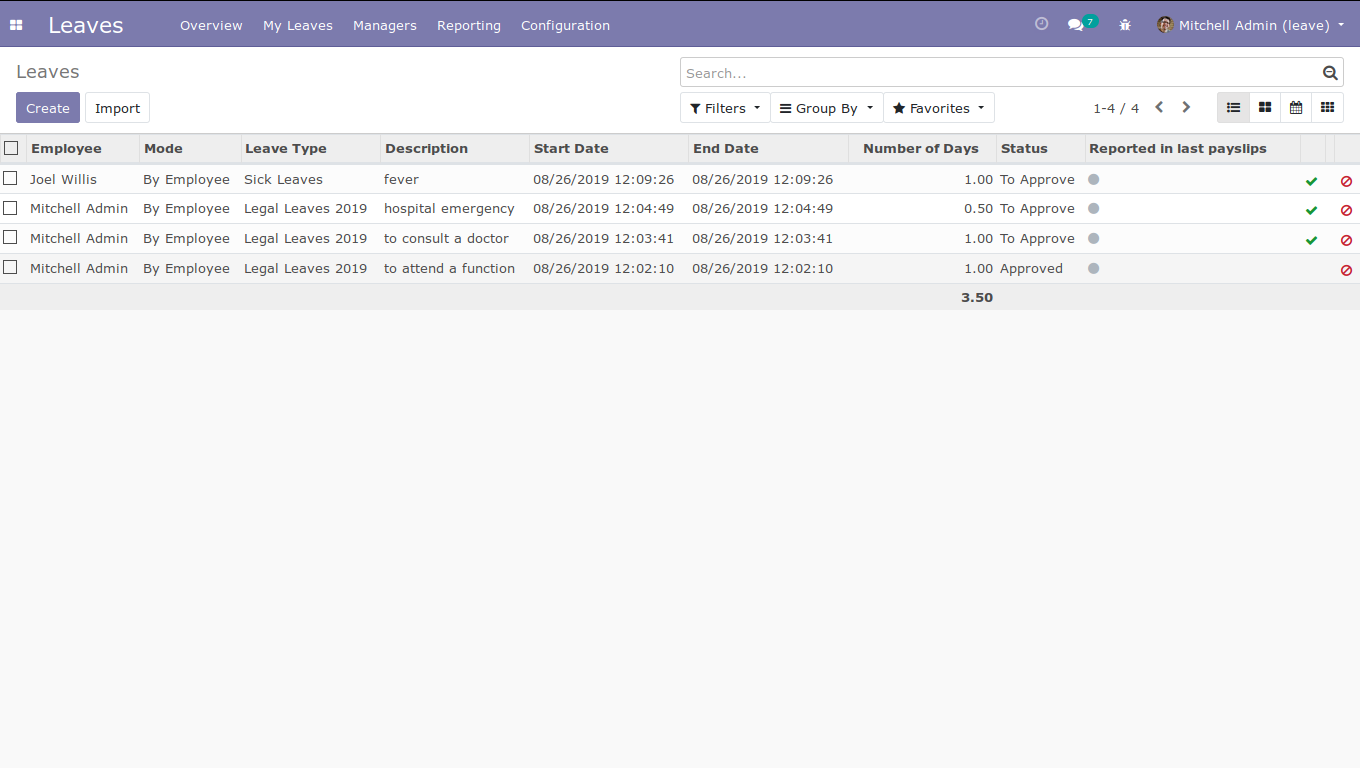 Leaves Overview My Leaves Managers Reporting Configuration 7 Mitchell Admin (leave)
Leaves
Search...
Create Import Filters Group By Favorites 1-4 / 4
Employee Mode Leave Type Description Start Date End Date Number of Days Status Reported in last payslips
Joel Willis By Employee Sick Leaves fever 08/26/2019 12:09:26 08/26/2019 12:09:26 1.00 To Approve
Mitchell Admin By Employee Legal Leaves 2019 hospital emergency 08/26/2019 12:04:49 08/26/2019 12:04:49 0.50 To Approve
Mitchell Admin By Employee Legal Leaves 2019 to consult a doctor 08/26/2019 12:03:41 08/26/2019 12:03:41 1.00 To Approve
Mitchell Admin By Employee Legal Leaves 2019 to attend a function 08/26/2019 12:02:10 08/26/2019 12:02:10 1.00 Approved
3.50